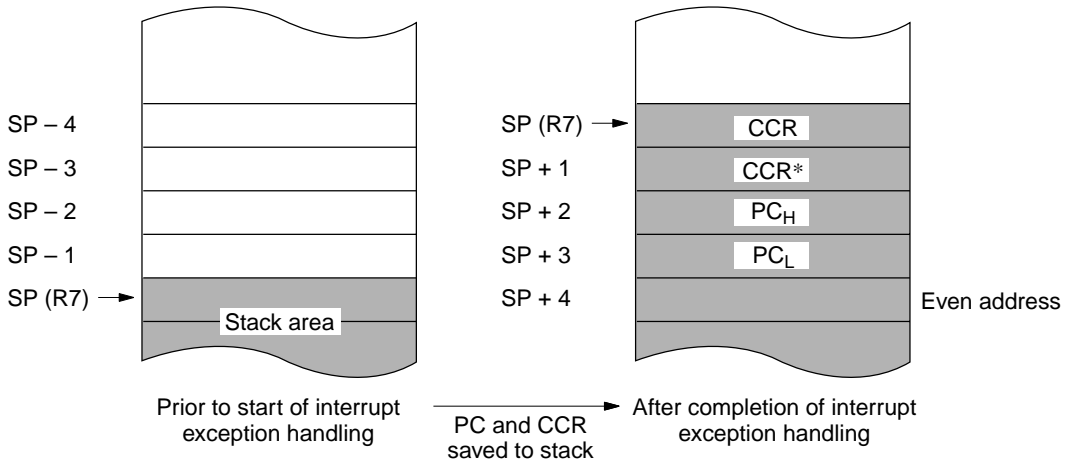 SP – 4
SP – 3
SP – 2
SP – 1
SP (R7)
Stack area
Prior to start of interrupt
exception handling
PC and CCR
saved to stack
SP (R7)
SP + 1
SP + 2
SP + 3
SP + 4
CCR
CCR*
PCH
PCL
Even address
After completion of interrupt
exception handling